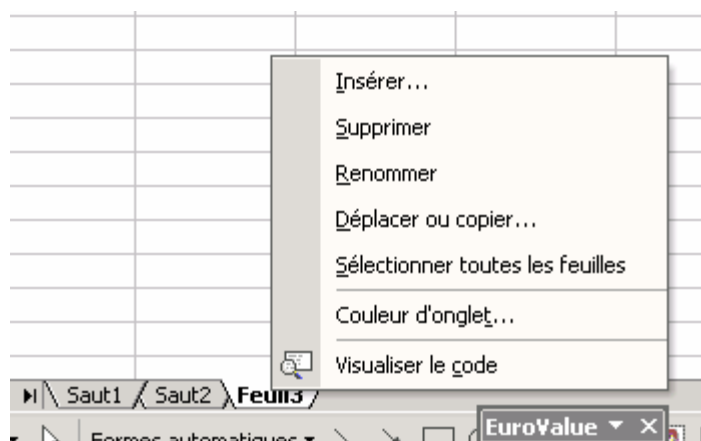 Insérer...
Supprimer
Renommer
Déplacer ou copier...
Sélectionner toutes les feuilles
Couleur d'onglet...
Visualiser le code
Saut1 Saut2 Feuil3
Formes automatiques
EuroValue